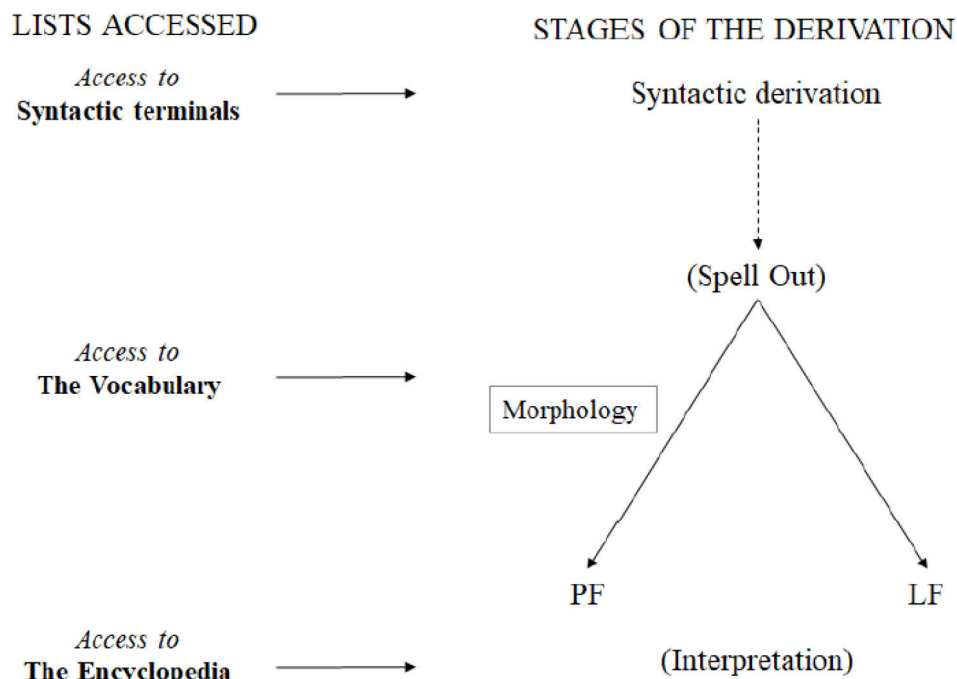 LISTS ACCESSED
STAGES OF THE DERIVATION
Access to
Syntactic terminals
Syntactic derivation
(Spell Out)
Access to
The Vocabulary
Morphology
PF
LF
Access to
The Encyclopedia
(Interpretation)